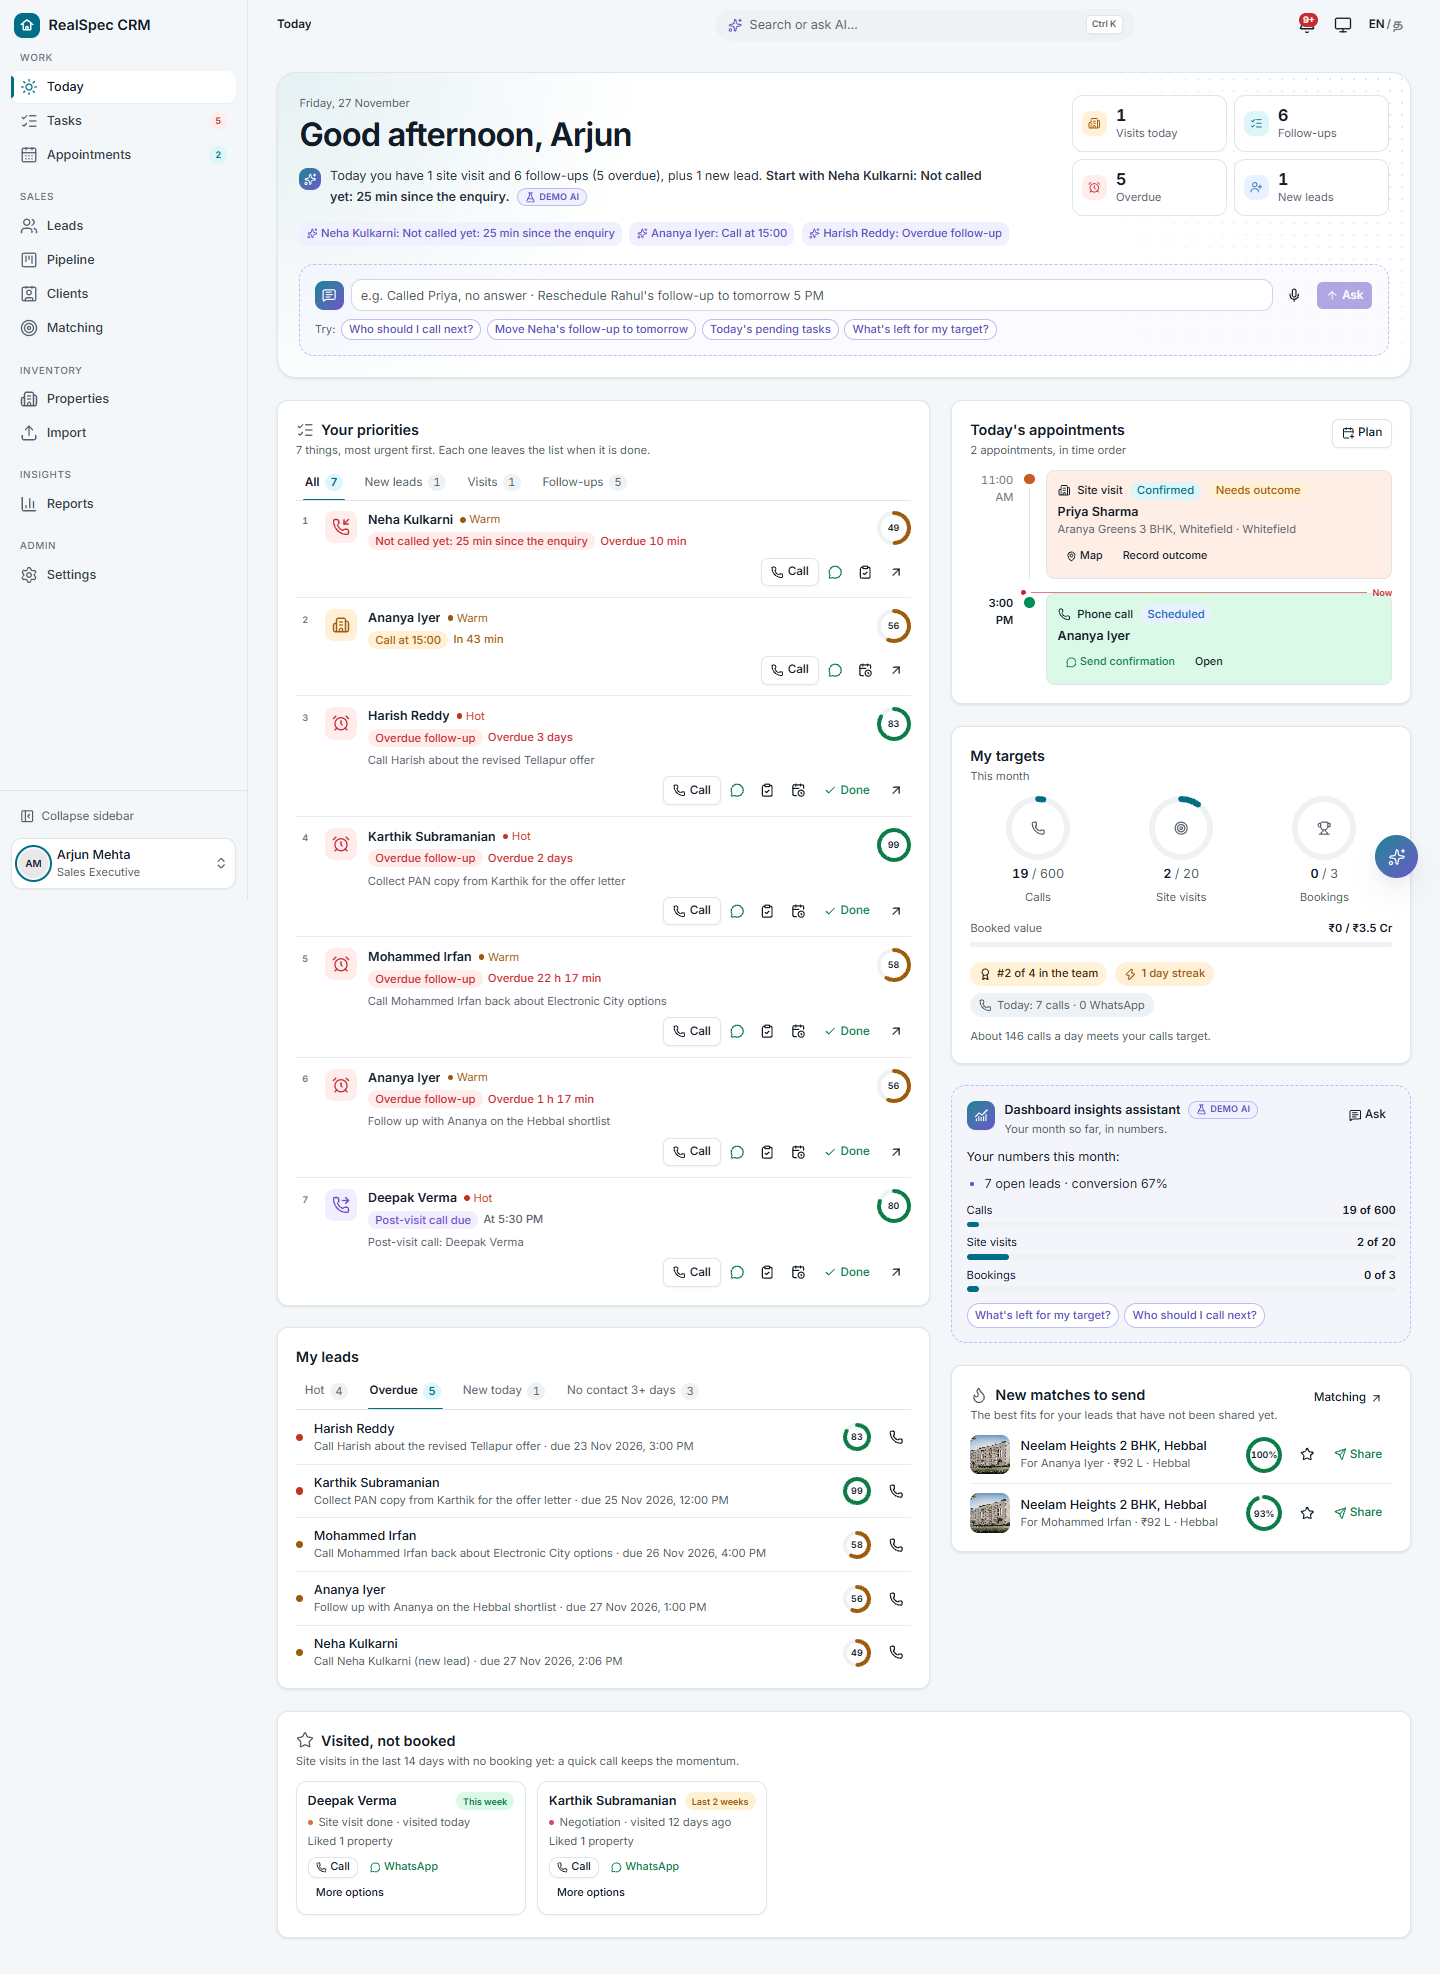 RealSpec CRM
WORK
Today
Tasks 5
Appointments 2
SALES
Leads
Pipeline
Clients
Matching
INVENTORY
Properties
Import
INSIGHTS
Reports
ADMIN
Settings
Collapse sidebar
AM
Arjun Mehta
Sales Executive
Today
Search or ask AI...
Ctrl K
9+
EN / த
Friday, 27 November
Good afternoon, Arjun
Today you have 1 site visit and 6 follow-ups (5 overdue), plus 1 new lead. Start with Neha Kulkarni: Not called
yet: 25 min since the enquiry. DEMO AI
Neha Kulkarni: Not called yet: 25 min since the enquiry
Ananya Iyer: Call at 15:00
Harish Reddy: Overdue follow-up
1
Visits today
6
Follow-ups
5
Overdue
1
New leads
e.g. Called Priya, no answer · Reschedule Rahul's follow-up to tomorrow 5 PM
Ask
Try: Who should I call next? Move Neha's follow-up to tomorrow Today's pending tasks What's left for my target?
Your priorities
7 things, most urgent first. Each one leaves the list when it is done.
All 7 New leads 1 Visits 1 Follow-ups 5
1 Neha Kulkarni Warm 49
Not called yet: 25 min since the enquiry Overdue 10 min
Call
2 Ananya Iyer Warm 56
Call at 15:00 In 43 min
Call
3 Harish Reddy Hot 83
Overdue follow-up Overdue 3 days
Call Harish about the revised Tellapur offer
Call Done
4 Karthik Subramanian Hot 99
Overdue follow-up Overdue 2 days
Collect PAN copy from Karthik for the offer letter
Call Done
5 Mohammed Irfan Warm 58
Overdue follow-up Overdue 22 h 17 min
Call Mohammed Irfan back about Electronic City options
Call Done
6 Ananya Iyer Warm 56
Overdue follow-up Overdue 1 h 17 min
Follow up with Ananya on the Hebbal shortlist
Call Done
7 Deepak Verma Hot 80
Post-visit call due At 5:30 PM
Post-visit call: Deepak Verma
Call Done
My leads
Hot 4 Overdue 5 New today 1 No contact 3+ days 3
Harish Reddy
Call Harish about the revised Tellapur offer · due 23 Nov 2026, 3:00 PM
83
Karthik Subramanian
Collect PAN copy from Karthik for the offer letter · due 25 Nov 2026, 12:00 PM
99
Mohammed Irfan
Call Mohammed Irfan back about Electronic City options · due 26 Nov 2026, 4:00 PM
58
Ananya Iyer
Follow up with Ananya on the Hebbal shortlist · due 27 Nov 2026, 1:00 PM
56
Neha Kulkarni
Call Neha Kulkarni (new lead) · due 27 Nov 2026, 2:06 PM
49
Today's appointments
Plan
2 appointments, in time order
11:00
AM
Site visit Confirmed Needs outcome
Priya Sharma
Aranya Greens 3 BHK, Whitefield · Whitefield
Map Record outcome
Now
3:00
PM
Phone call Scheduled
Ananya Iyer
Send confirmation Open
My targets
This month
19 / 600
Calls
2 / 20
Site visits
0 / 3
Bookings
Booked value ₹0 / ₹3.5 Cr
#2 of 4 in the team 1 day streak
Today: 7 calls · 0 WhatsApp
About 146 calls a day meets your calls target.
Dashboard insights assistant DEMO AI
Ask
Your month so far, in numbers.
Your numbers this month:
• 7 open leads · conversion 67%
Calls 19 of 600
Site visits 2 of 20
Bookings 0 of 3
What's left for my target? Who should I call next?
New matches to send
Matching
The best fits for your leads that have not been shared yet.
Neelam Heights 2 BHK, Hebbal
For Ananya Iyer · ₹92 L · Hebbal
100% Share
Neelam Heights 2 BHK, Hebbal
For Mohammed Irfan · ₹92 L · Hebbal
93% Share
Visited, not booked
Site visits in the last 14 days with no booking yet: a quick call keeps the momentum.
Deepak Verma This week
Site visit done · visited today
Liked 1 property
Call WhatsApp
More options
Karthik Subramanian Last 2 weeks
Negotiation · visited 12 days ago
Liked 1 property
Call WhatsApp
More options